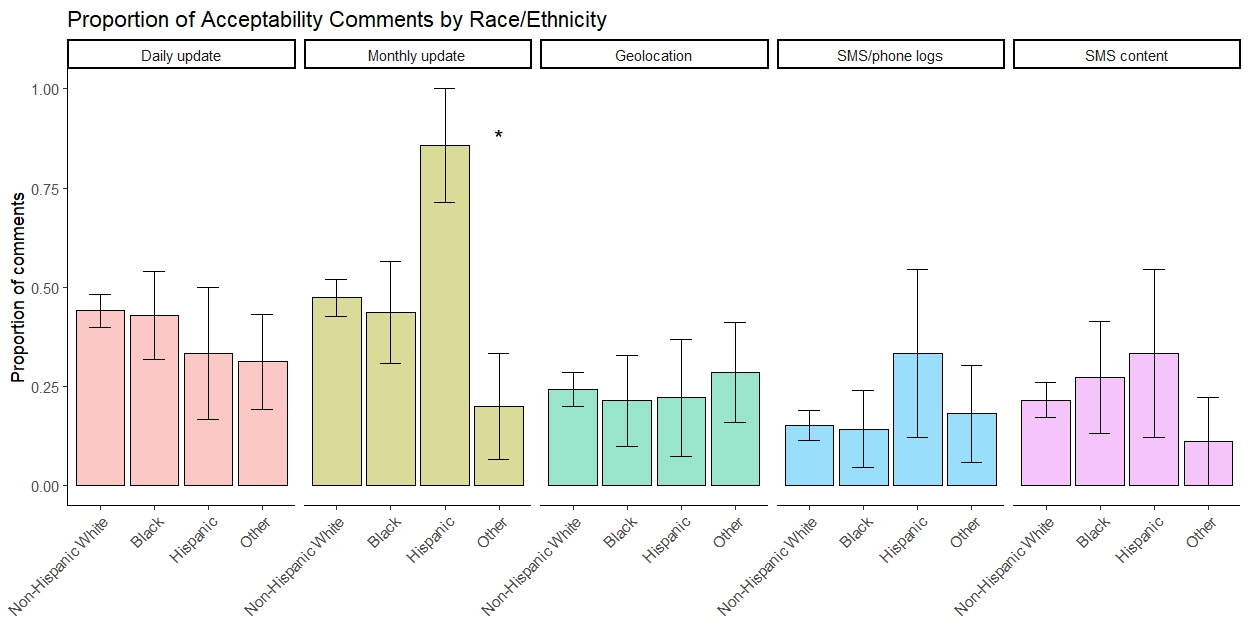 Proportion of Acceptability Comments by Race/Ethnicity
Daily update
Monthly update
Geolocation
SMS/phone logs
SMS content
Proportion of comments
1.00
0.75
0.50
0.25
0.00
*
Non-Hispanic White
Black
Hispanic
Other
Non-Hispanic White
Black
Hispanic
Other
Non-Hispanic White
Black
Hispanic
Other
Non-Hispanic White
Black
Hispanic
Other
Non-Hispanic White
Black
Hispanic
Other